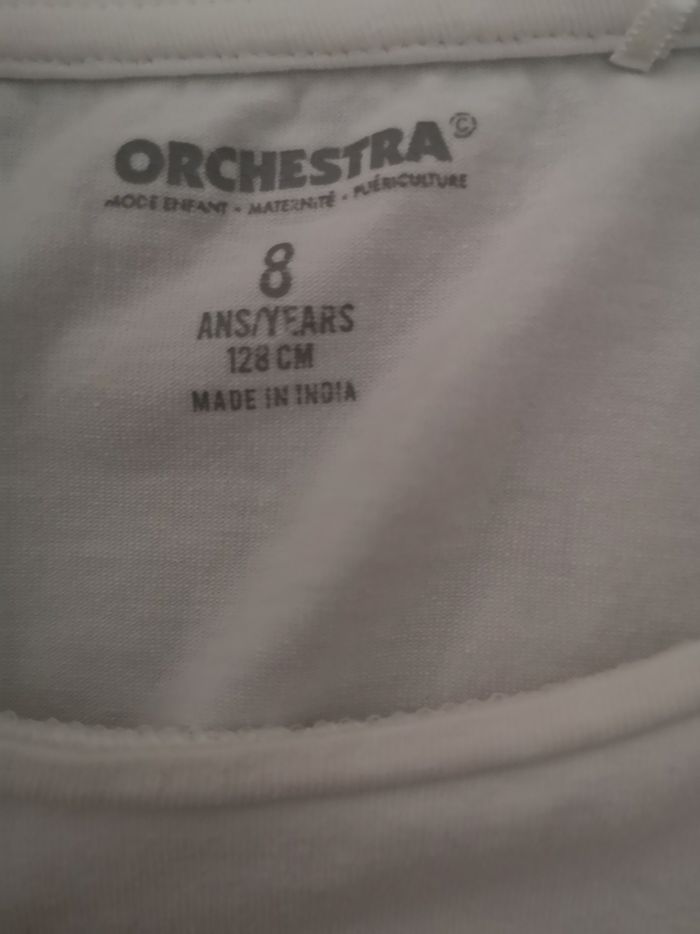 ORCHESTRA©
MODE ENFANT - MATERNITÉ - PUÉRICULTURE
8
ANS/YEARS
128 CM
MADE IN INDIA